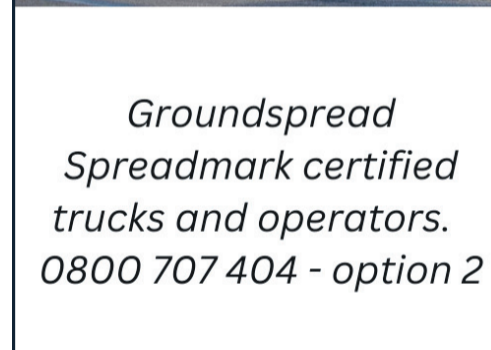 Groundspread
Spreadmark certified
trucks and operators.
0800 707 404 - option 2